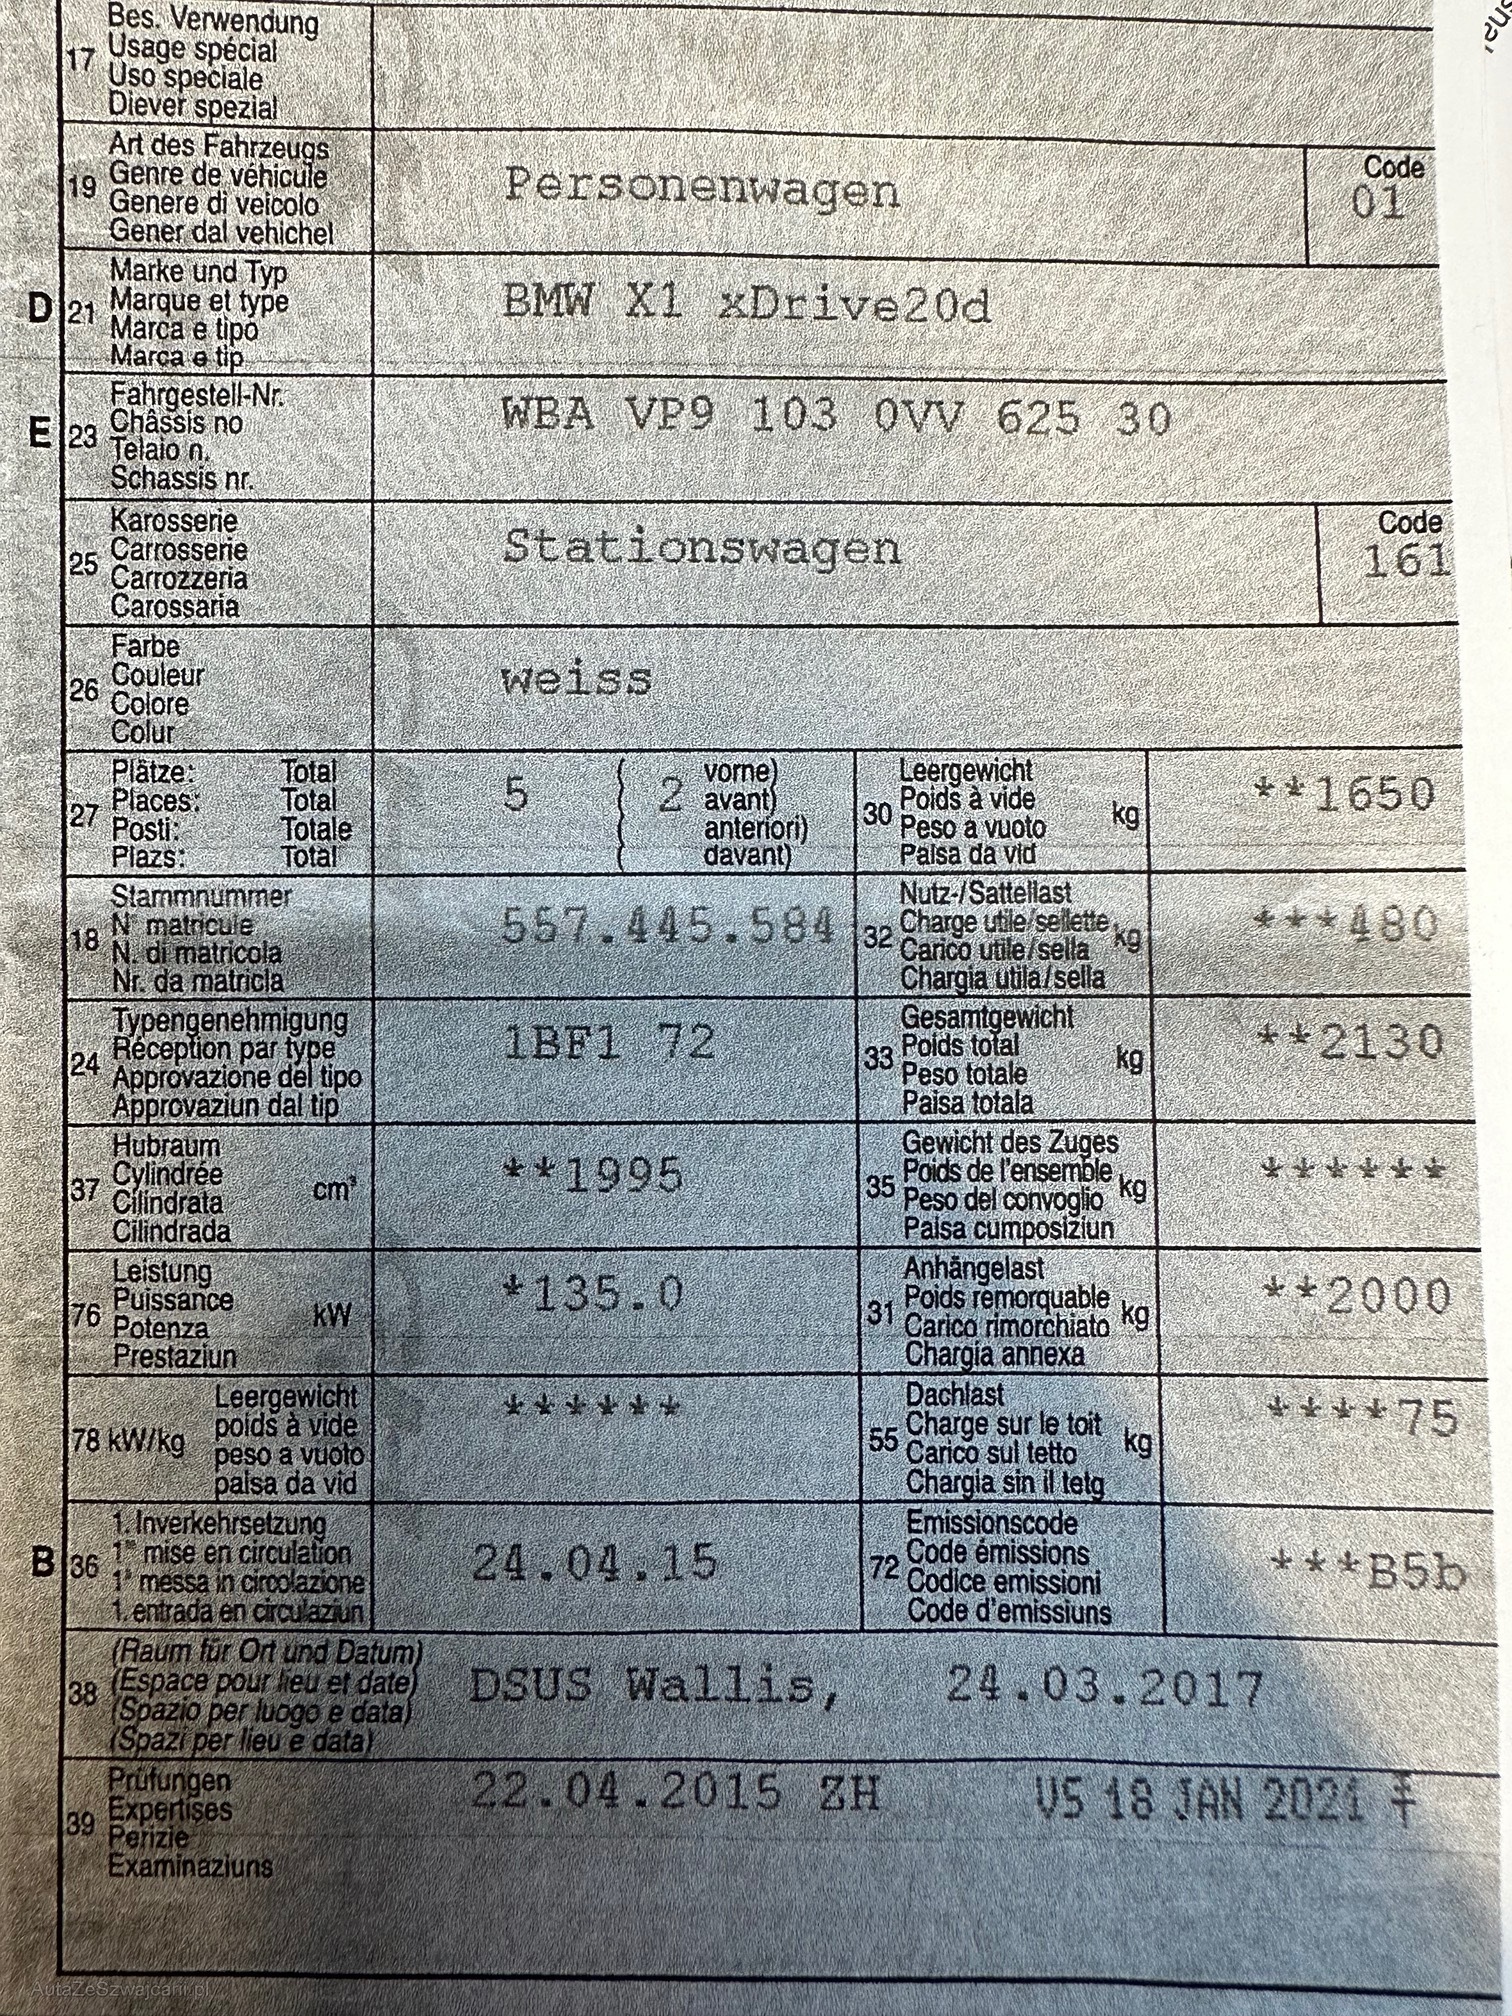 Bes. Verwendung
17 Usage spécial
Uso speciale
Diever spezial
Art des Fahrzeugs
19 Genre de véhicule
Genere di veicolo
Gener dal vehichel
Personenwagen
Code
01
Marke und Typ
D 21 Marque et type
Marca e tipo
Marca e tip
BMW X1 xDrive20d
Fahrgestell-Nr.
E 23 Châssis no
Telaio n.
Schassis nr.
WBA VP9 103 0VV 625 30
Karosserie
25 Carrosserie
Carrozzeria
Carossaria
Stationswagen
Code
161
Farbe
26 Couleur
Colore
Colur
weiss
Plätze: Total
27 Places: Total
Posti: Totale
Plazs: Total
5 ( 2 vorne)
( avant)
( anteriori)
( davant)
Leergewicht
30 Poids à vide kg
Peso a vuoto
Paisa da vid
**1650
Stammnummer
18 N° matricule
N. di matricola
Nr. da matricla
557.445.584
Nutz-/Sattellast
32 Charge utile/sellette kg
Carico utile/sella
Chargia utila/sella
***480
Typengenehmigung
24 Réception par type
Approvazione del tipo
Approvaziun dal tip
1BF1 72
Gesamtgewicht
33 Poids total kg
Peso totale
Paisa totala
**2130
Hubraum
37 Cylindrée cm³
Cilindrata
Cilindrada
**1995
Gewicht des Zuges
35 Poids de l'ensemble kg
Peso del convoglio
Paisa cumposiziun
******
Leistung
76 Puissance kW
Potenza
Prestaziun
*135.0
Anhängelast
31 Poids remorquable kg
Carico rimorchiato
Chargia annexa
**2000
Leergewicht
78 kW/kg poids à vide
peso a vuoto
paisa da vid
******
Dachlast
55 Charge sur le toit kg
Carico sul tetto
Chargia sin il tetg
****75
1. Inverkehrsetzung
B 36 1re mise en circulation
1a messa in circolazione
1. entrada en circulaziun
24.04.15
Emissionscode
72 Code émissions
Codice emissioni
Code d'emissiuns
***B5b
(Raum für Ort und Datum)
38 (Espace pour lieu et date)
(Spazio per luogo e data)
(Spazi per lieu e data)
DSUS Wallis, 24.03.2017
Prüfungen
39 Expertises
Perizie
Examinaziuns
22.04.2015 ZH VS 18 JAN 2021
AutaZeSzwajcarii.pl